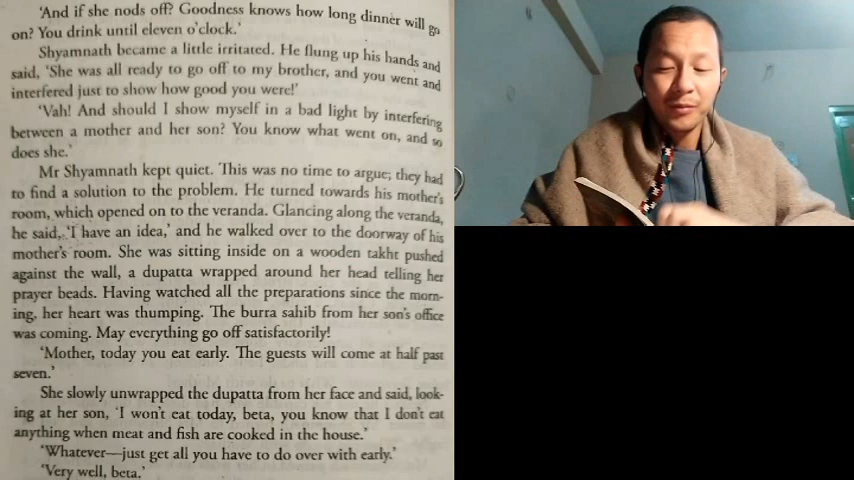 'And if she nods off? Goodness knows how long dinner will go
on? You drink until eleven o'clock.'
Shyamnath became a little irritated. He flung up his hands and
said, 'She was all ready to go off to my brother, and you went and
interfered just to show how good you were!'
'Vah! And should I show myself in a bad light by interfering
between a mother and her son? You know what went on, and so
does she.'
Mr Shyamnath kept quiet. This was no time to argue; they had
to find a solution to the problem. He turned towards his mother's
room, which opened on to the veranda. Glancing along the veranda,
he said, 'I have an idea,' and he walked over to the doorway of his
mother's room. She was sitting inside on a wooden takht pushed
against the wall, a dupatta wrapped around her head telling her
prayer beads. Having watched all the preparations since the morn-
ing, her heart was thumping. The burra sahib from her son's office
was coming. May everything go off satisfactorily!
'Mother, today you eat early. The guests will come at half past
seven.'
She slowly unwrapped the dupatta from her face and said, look-
ing at her son, 'I won't eat today, beta, you know that I don't eat
anything when meat and fish are cooked in the house.'
'Whatever—just get all you have to do over with early.'
'Very well, beta.'